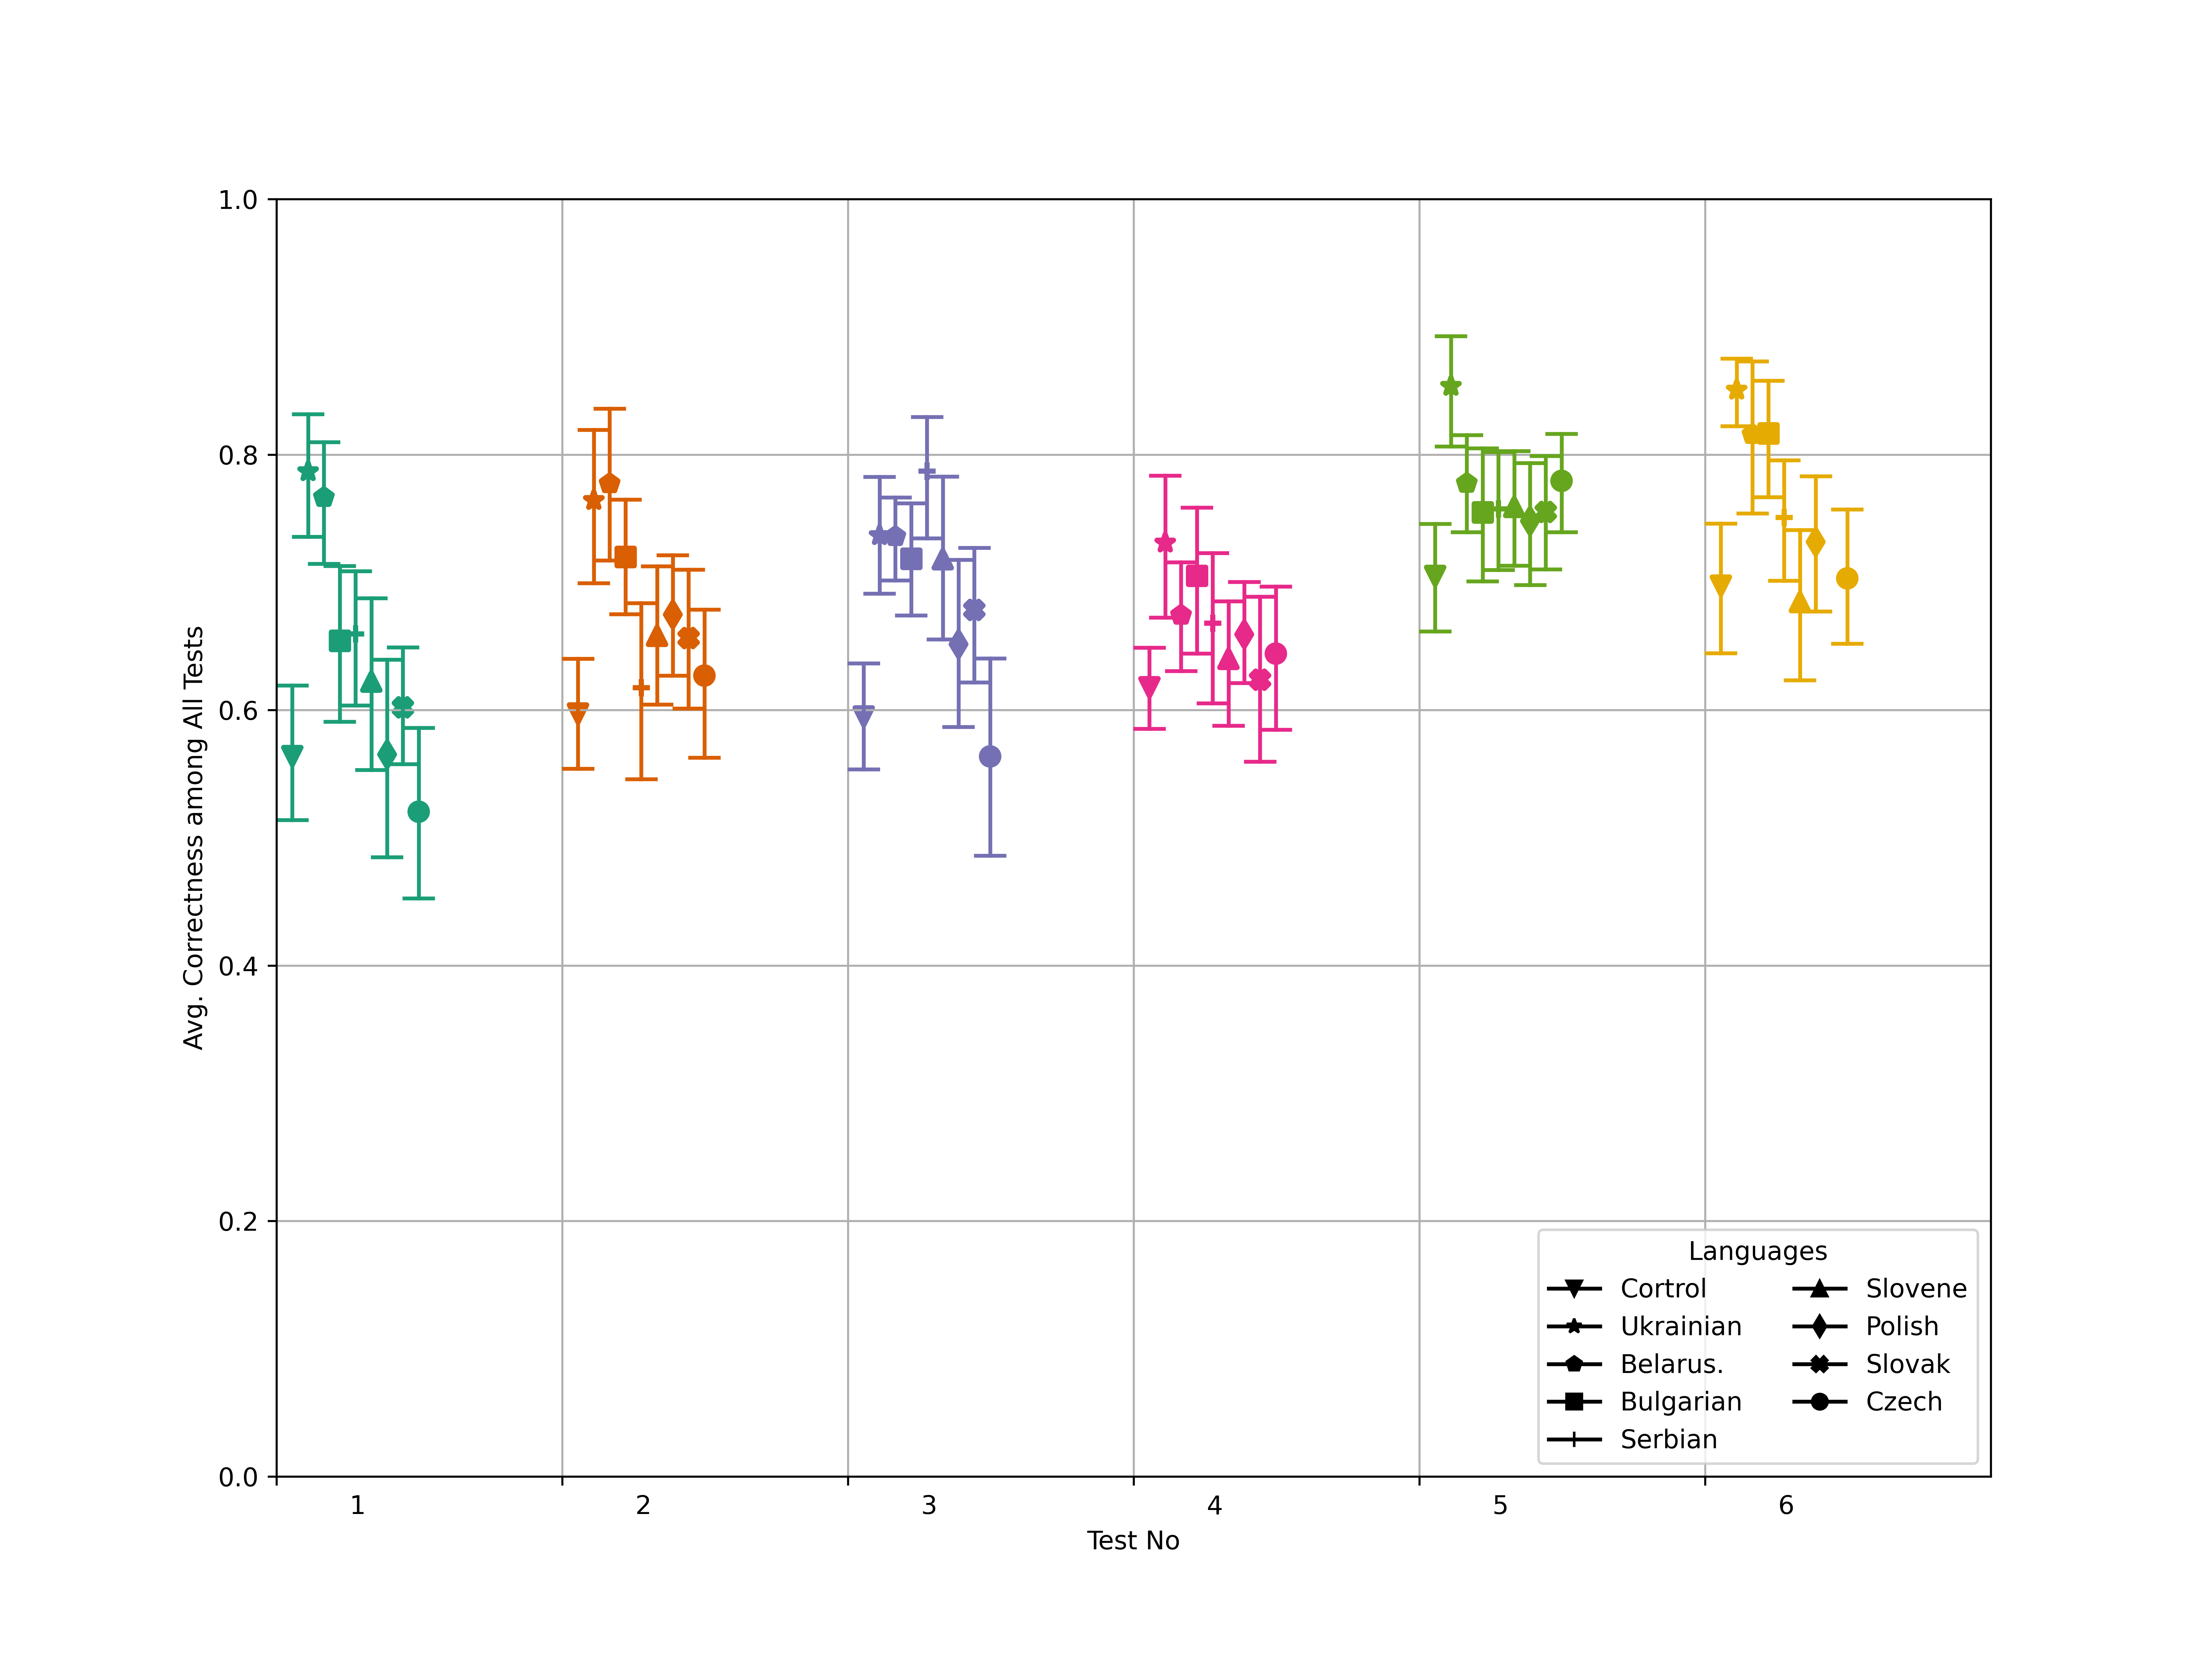 1.0
0.8
0.6
0.4
0.2
0.0
Avg. Correctness among All Tests
1 2 3 4 5 6
Test No
Languages
Cortrol
Ukrainian
Belarus.
Bulgarian
Serbian
Slovene
Polish
Slovak
Czech